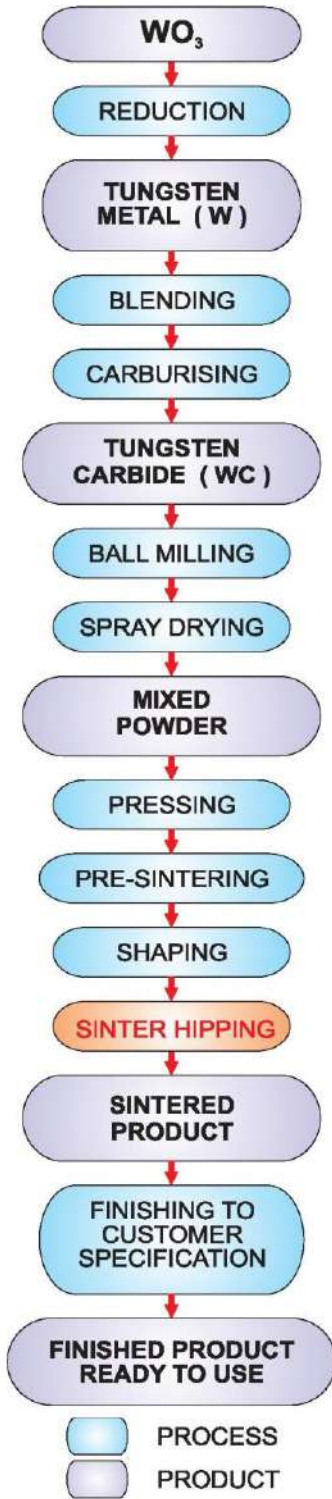 WO₃
REDUCTION
TUNGSTEN
METAL ( W )
BLENDING
CARBURISING
TUNGSTEN
CARBIDE ( WC )
BALL MILLING
SPRAY DRYING
MIXED
POWDER
PRESSING
PRE-SINTERING
SHAPING
SINTER HIPPING
SINTERED
PRODUCT
FINISHING TO
CUSTOMER
SPECIFICATION
FINISHED PRODUCT
READY TO USE
PROCESS
PRODUCT